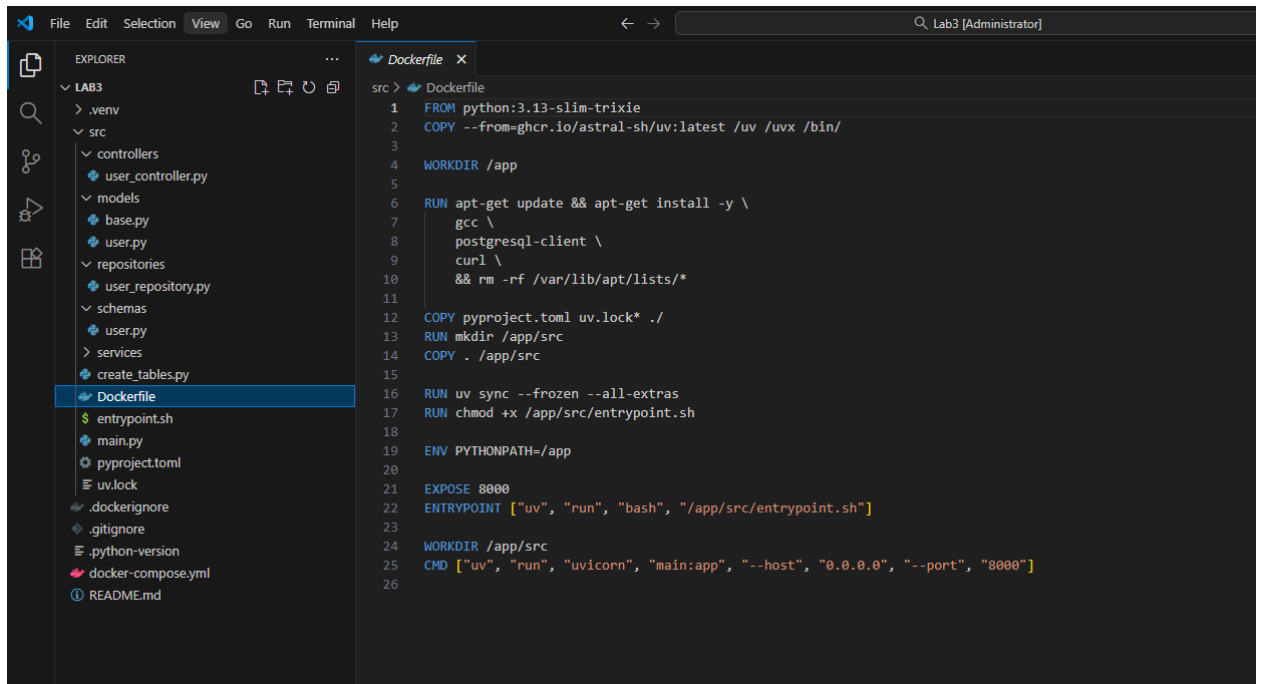 File Edit Selection View Go Run Terminal Help
Lab3 [Administrator]
EXPLORER
LAB3
.venv
src
controllers
user_controller.py
models
base.py
user.py
repositories
user_repository.py
schemas
user.py
services
create_tables.py
Dockerfile
entrypoint.sh
main.py
pyproject.toml
uv.lock
.dockerignore
.gitignore
.python-version
docker-compose.yml
README.md
Dockerfile
src > Dockerfile
1 FROM python:3.13-slim-trixie
2 COPY --from=ghcr.io/astral-sh/uv:latest /uv /uvx /bin/
3
4 WORKDIR /app
5
6 RUN apt-get update && apt-get install -y \
7 gcc \
8 postgresql-client \
9 curl \
10 && rm -rf /var/lib/apt/lists/*
11
12 COPY pyproject.toml uv.lock* ./
13 RUN mkdir /app/src
14 COPY . /app/src
15
16 RUN uv sync --frozen --all-extras
17 RUN chmod +x /app/src/entrypoint.sh
18
19 ENV PYTHONPATH=/app
20
21 EXPOSE 8000
22 ENTRYPOINT ["uv", "run", "bash", "/app/src/entrypoint.sh"]
23
24 WORKDIR /app/src
25 CMD ["uv", "run", "uvicorn", "main:app", "--host", "0.0.0.0", "--port", "8000"]
26